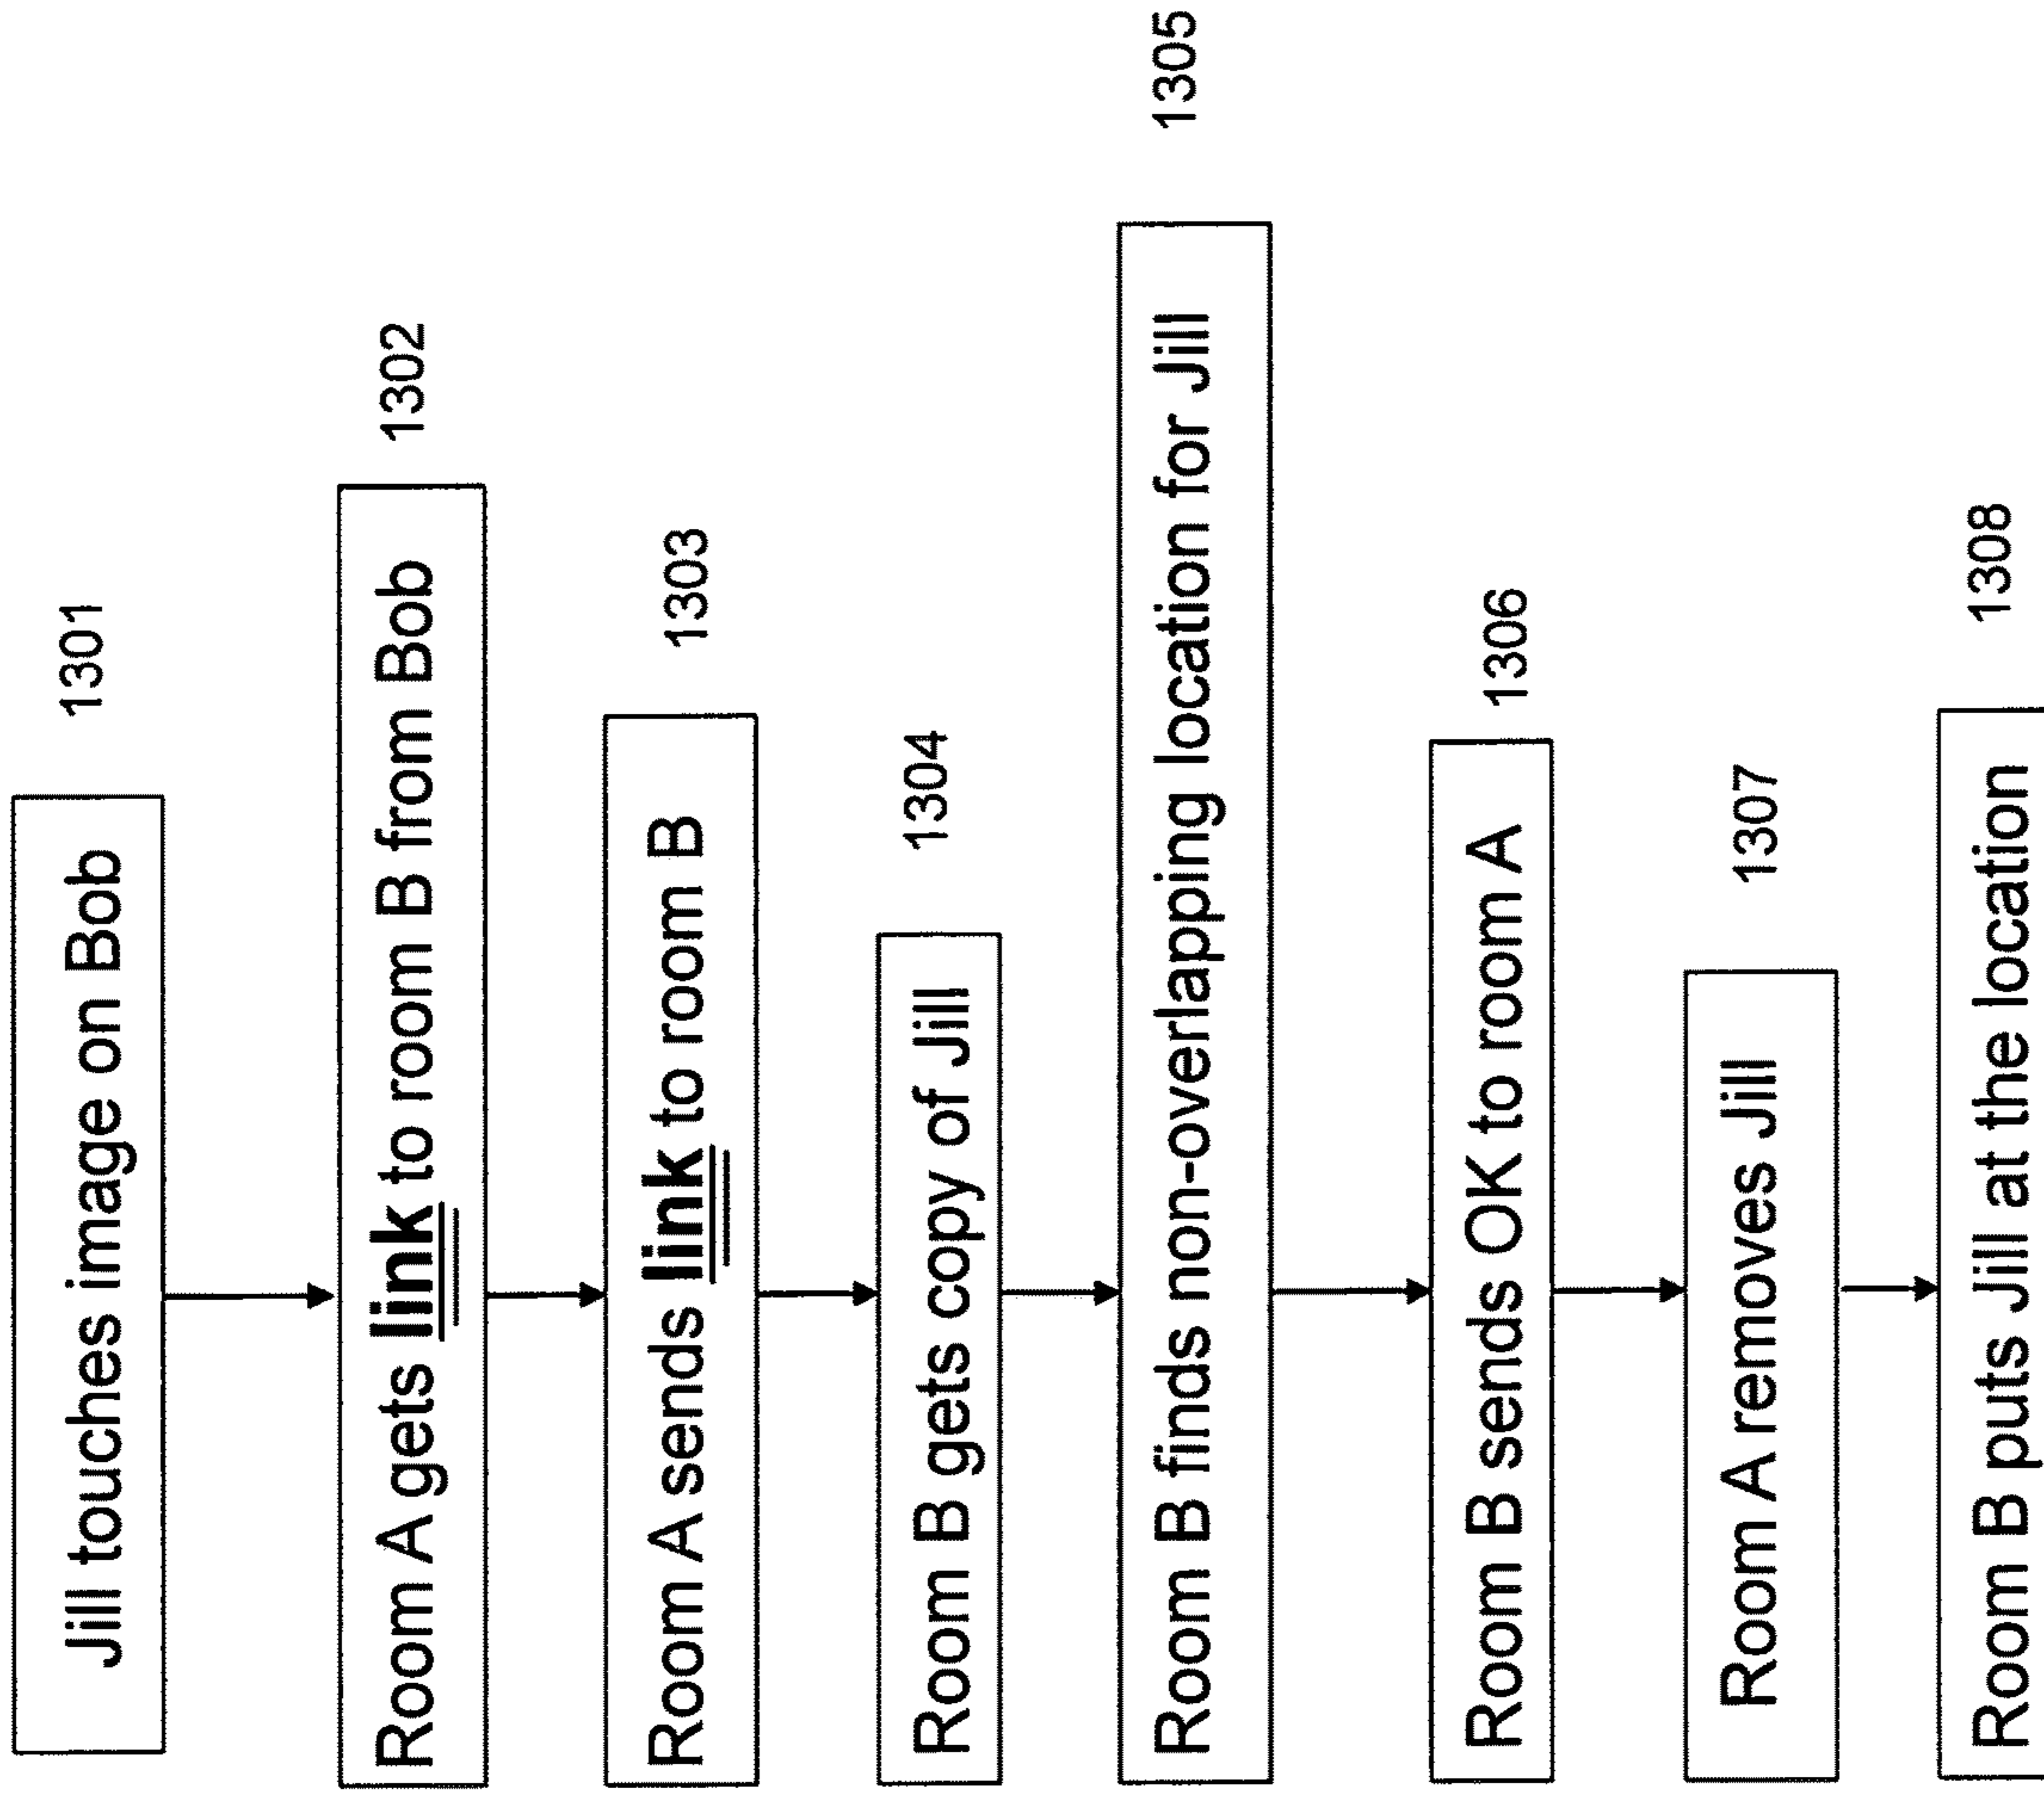 Jill touches image on Bob
1301
Room A gets link to room B from Bob
1302
Room A sends link to room B
1303
Room B gets copy of Jill
1304
Room B finds non-overlapping location for Jill
1305
Room B sends OK to room A
1306
Room A removes Jill
1307
Room B puts Jill at the location
1308